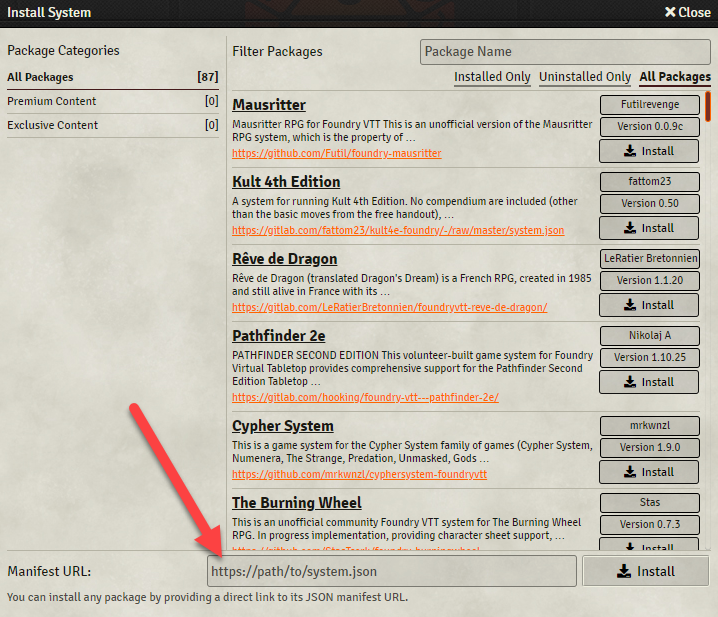 Install System
Close
Package Categories
All Packages [87]
Premium Content [0]
Exclusive Content [0]
Filter Packages
Package Name
Installed Only Uninstalled Only All Packages
Mausritter
Mausritter RPG for Foundry VTT This is an unofficial version of the Mausritter
RPG system, which is the property of ...
https://github.com/Futil/foundry-mausritter
Futilrevenge
Version 0.0.9c
Install
Kult 4th Edition
A system for running Kult 4th Edition. No compendium are included (other
than the basic moves from the free handout), ...
https://gitlab.com/fattom23/kult4e-foundry/-/raw/master/system.json
fattom23
Version 0.50
Install
Rêve de Dragon
Rêve de Dragon (translated Dragon's Dream) is a French RPG, created in 1985
and still alive in France with its ...
https://gitlab.com/LeRatierBretonnien/foundryvtt-reve-de-dragon/
LeRatier Bretonnien
Version 1.1.20
Install
Pathfinder 2e
PATHFINDER SECOND EDITION This volunteer-built game system for Foundry
Virtual Tabletop provides comprehensive support for the Pathfinder Second
Edition Tabletop ...
https://gitlab.com/hooking/foundry-vtt---pathfinder-2e/
Nikolaj A
Version 1.10.25
Install
Cypher System
This is a game system for the Cypher System family of games (Cypher System,
Numenera, The Strange, Predation, Unmasked, Gods ...
https://github.com/mrkwnzl/cyphersystem-foundryvtt
mrkwnzl
Version 1.9.0
Install
The Burning Wheel
This is an unofficial community Foundry VTT system for The Burning Wheel
RPG. In progress implementation, providing character sheet support, ...
Stas
Version 0.7.3
Install
Manifest URL:
https://path/to/system.json
Install
You can install any package by providing a direct link to its JSON manifest URL.